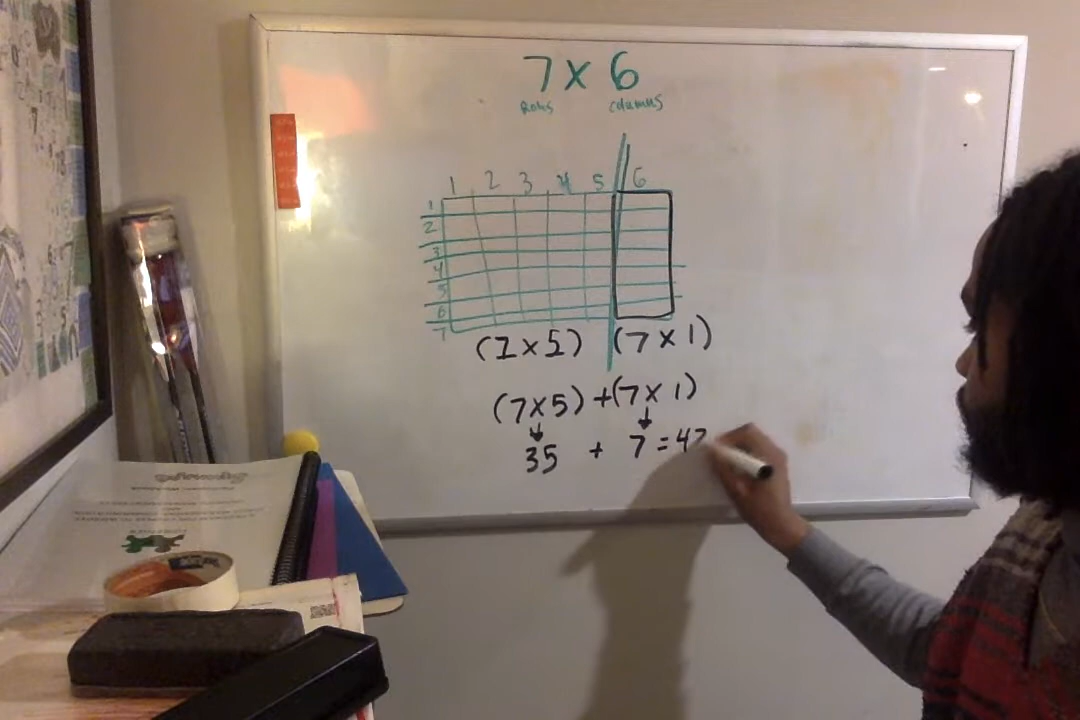 7 x 6
Rows columns
1 2 3 4 5 6
1
2
3
4
5
6
7
(7 x 5) (7 x 1)
(7x5) + (7 x 1)
35 + 7 = 42